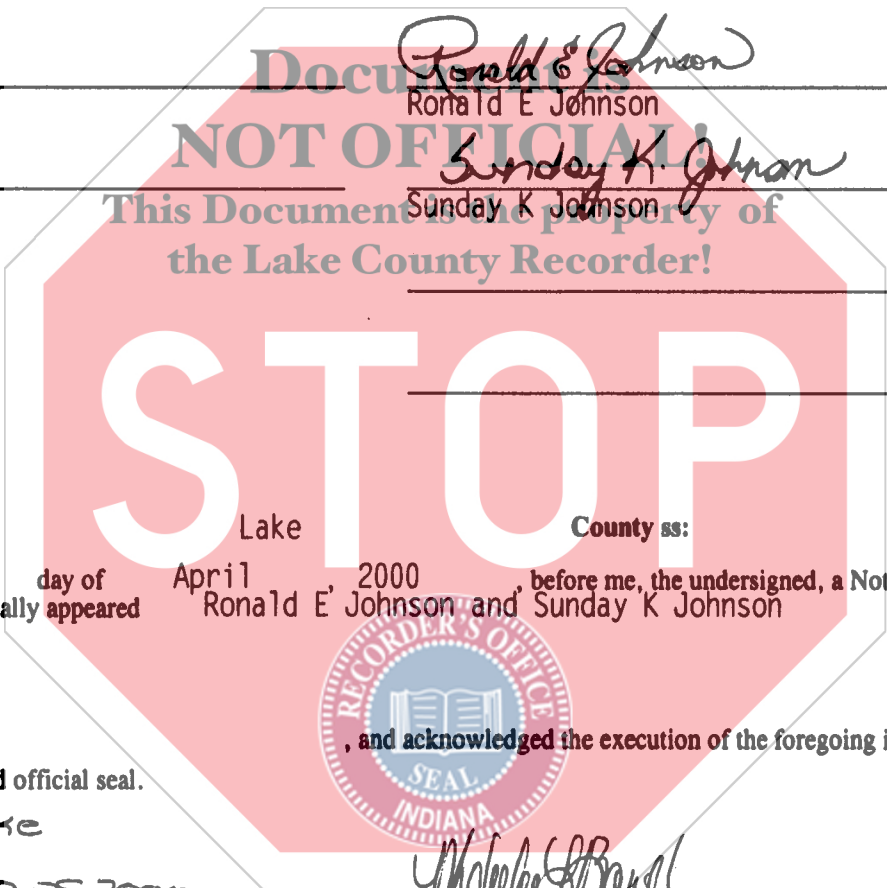 Document is
Ronald E Johnson
Ronald E Johnson
NOT OFFICIAL!
Sunday K. Johnson
Sunday K Johnson
This Document is the property of
the Lake County Recorder!
STOP
Lake County ss:
day of April , 2000 , before me, the undersigned, a Not
ally appeared Ronald E Johnson and Sunday K Johnson
RECORDER'S OFFICE
, and acknowledged the execution of the foregoing i
SEAL
d official seal.
INDIANA
ke